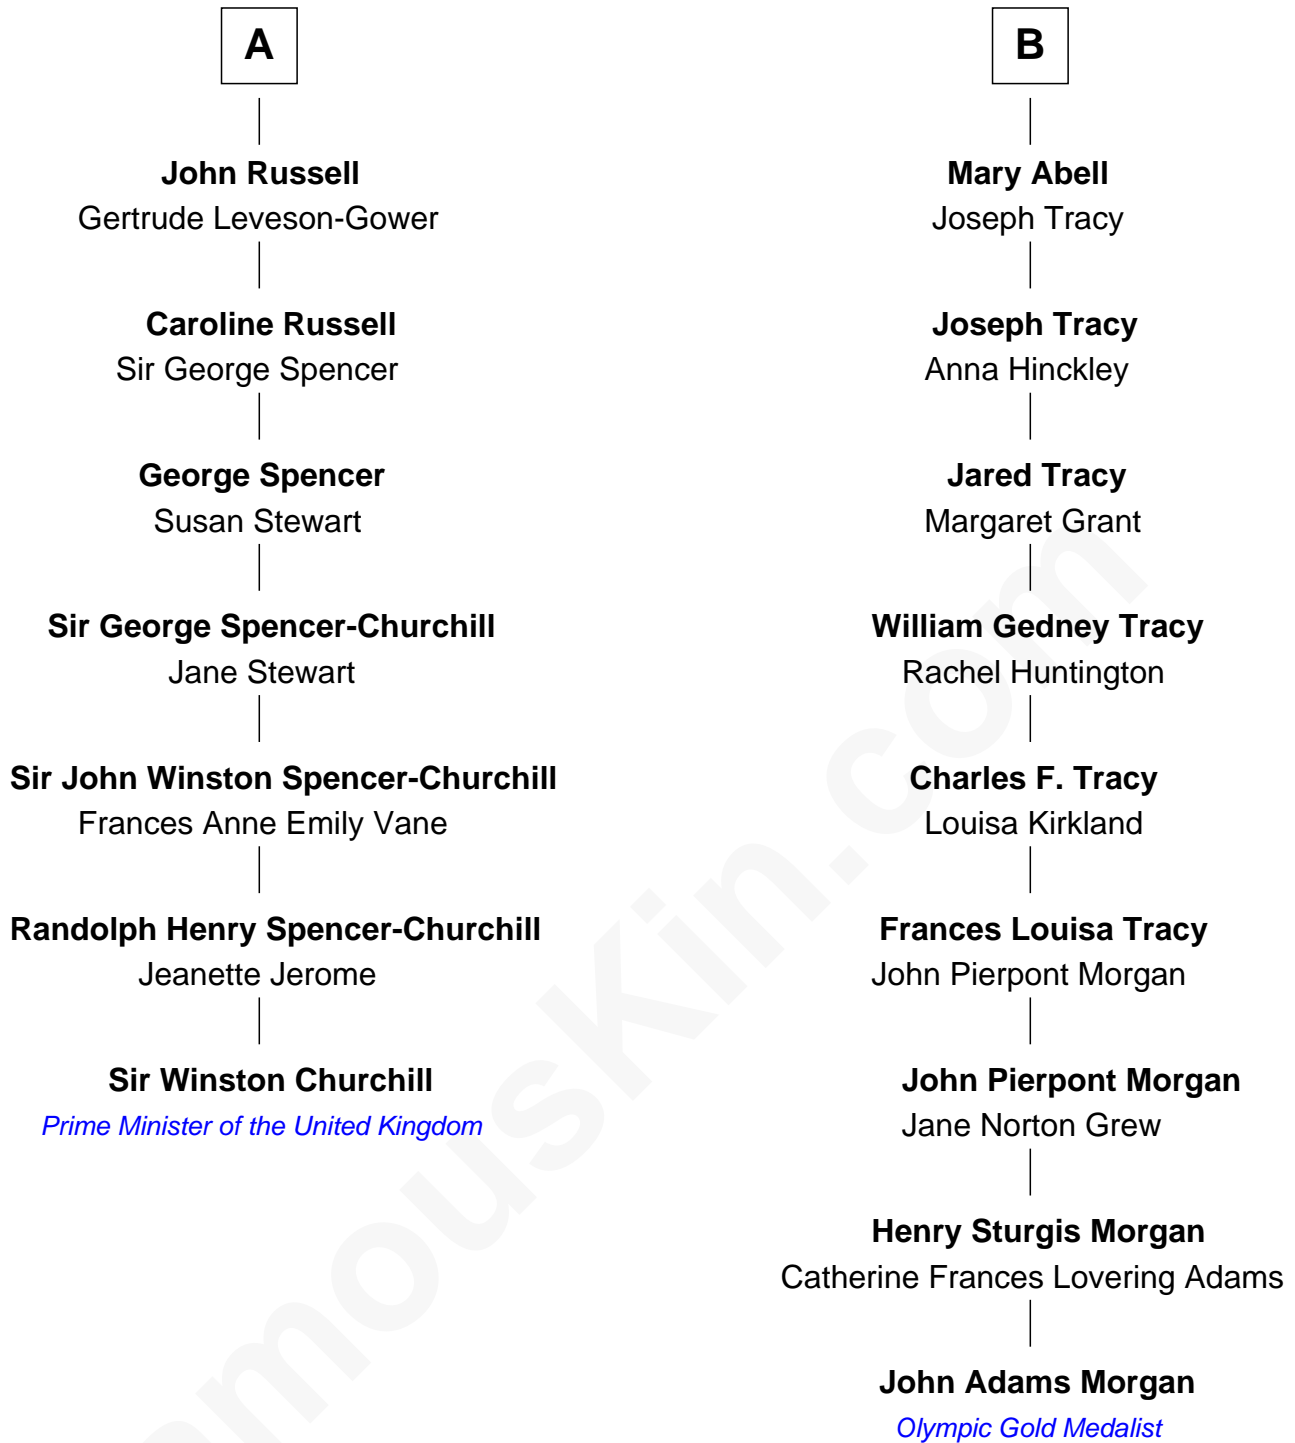 A
John Russell
Gertrude Leveson-Gower
Caroline Russell
Sir George Spencer
George Spencer
Susan Stewart
Sir George Spencer-Churchill
Jane Stewart
Sir John Winston Spencer-Churchill
Frances Anne Emily Vane
Randolph Henry Spencer-Churchill
Jeanette Jerome
Sir Winston Churchill
Prime Minister of the United Kingdom
B
Mary Abell
Joseph Tracy
Joseph Tracy
Anna Hinckley
Jared Tracy
Margaret Grant
William Gedney Tracy
Rachel Huntington
Charles F. Tracy
Louisa Kirkland
Frances Louisa Tracy
John Pierpont Morgan
John Pierpont Morgan
Jane Norton Grew
Henry Sturgis Morgan
Catherine Frances Lovering Adams
John Adams Morgan
Olympic Gold Medalist
amouskin.com